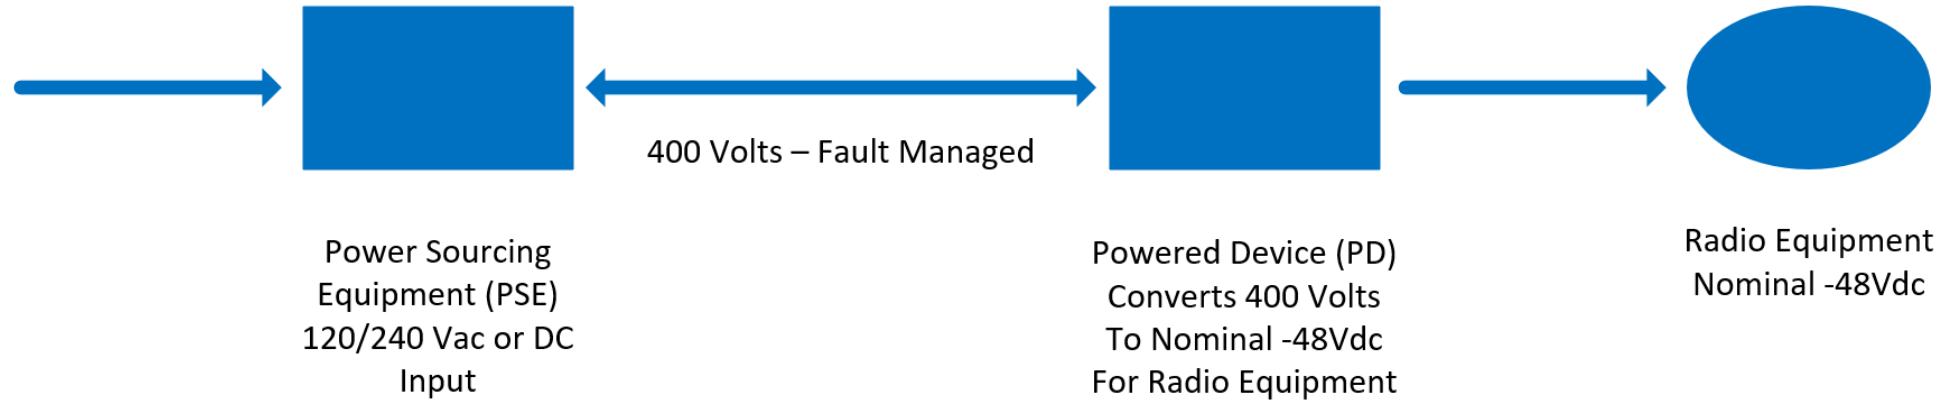 400 Volts – Fault Managed
Power Sourcing
Equipment (PSE)
120/240 Vac or DC
Input
Powered Device (PD)
Converts 400 Volts
To Nominal -48Vdc
For Radio Equipment
Radio Equipment
Nominal -48Vdc